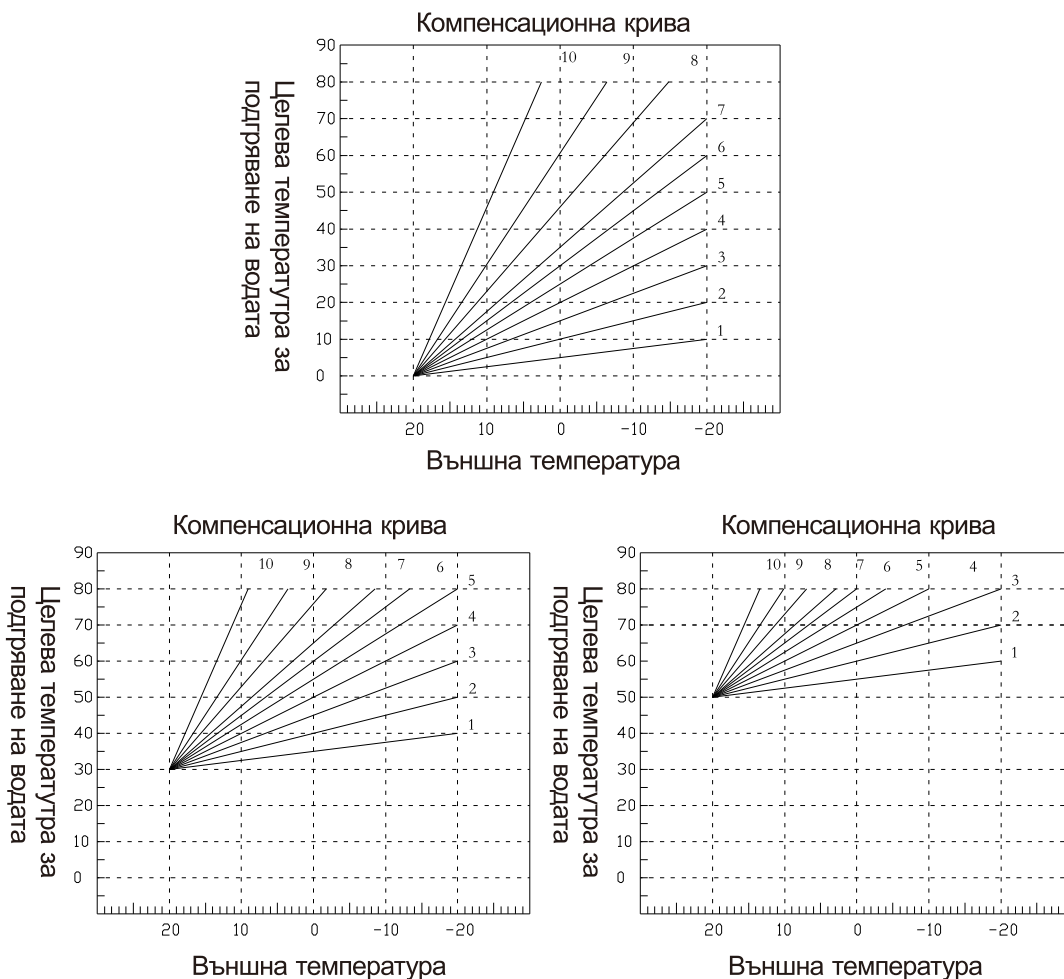 Компенсационна крива
90
80
70
60
50
40
30
20
10
0
10 9 8
7
6
5
4
3
2
1
20 10 0 -10 -20
Целева температутра за
подгряване на водата
Външна температура
Компенсационна крива
90
80
70
60
50
40
30
20
10
0
10 9 8 7 6
5
4
3
2
1
20 10 0 -10 -20
Целева температутра за
подгряване на водата
Външна температура
Компенсационна крива
90
80
70
60
50
40
30
20
10
0
10 9 8 7 6 5 4
3
2
1
20 10 0 -10 -20
Целева температутра за
подгряване на водата
Външна температура